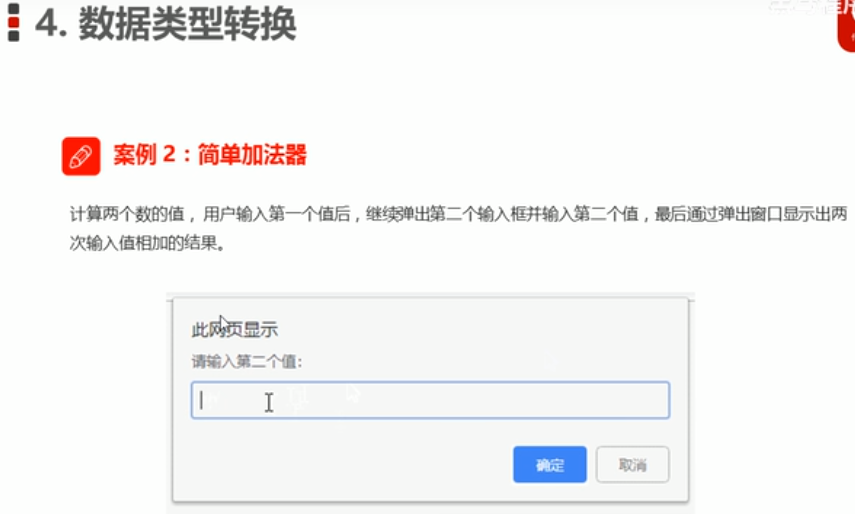 4. 数据类型转换
案例 2：简单加法器
计算两个数的值， 用户输入第一个值后，继续弹出第二个输入框并输入第二个值，最后通过弹出窗口显示出两
次输入值相加的结果。
此网页显示
请输入第二个值:
确定
取消